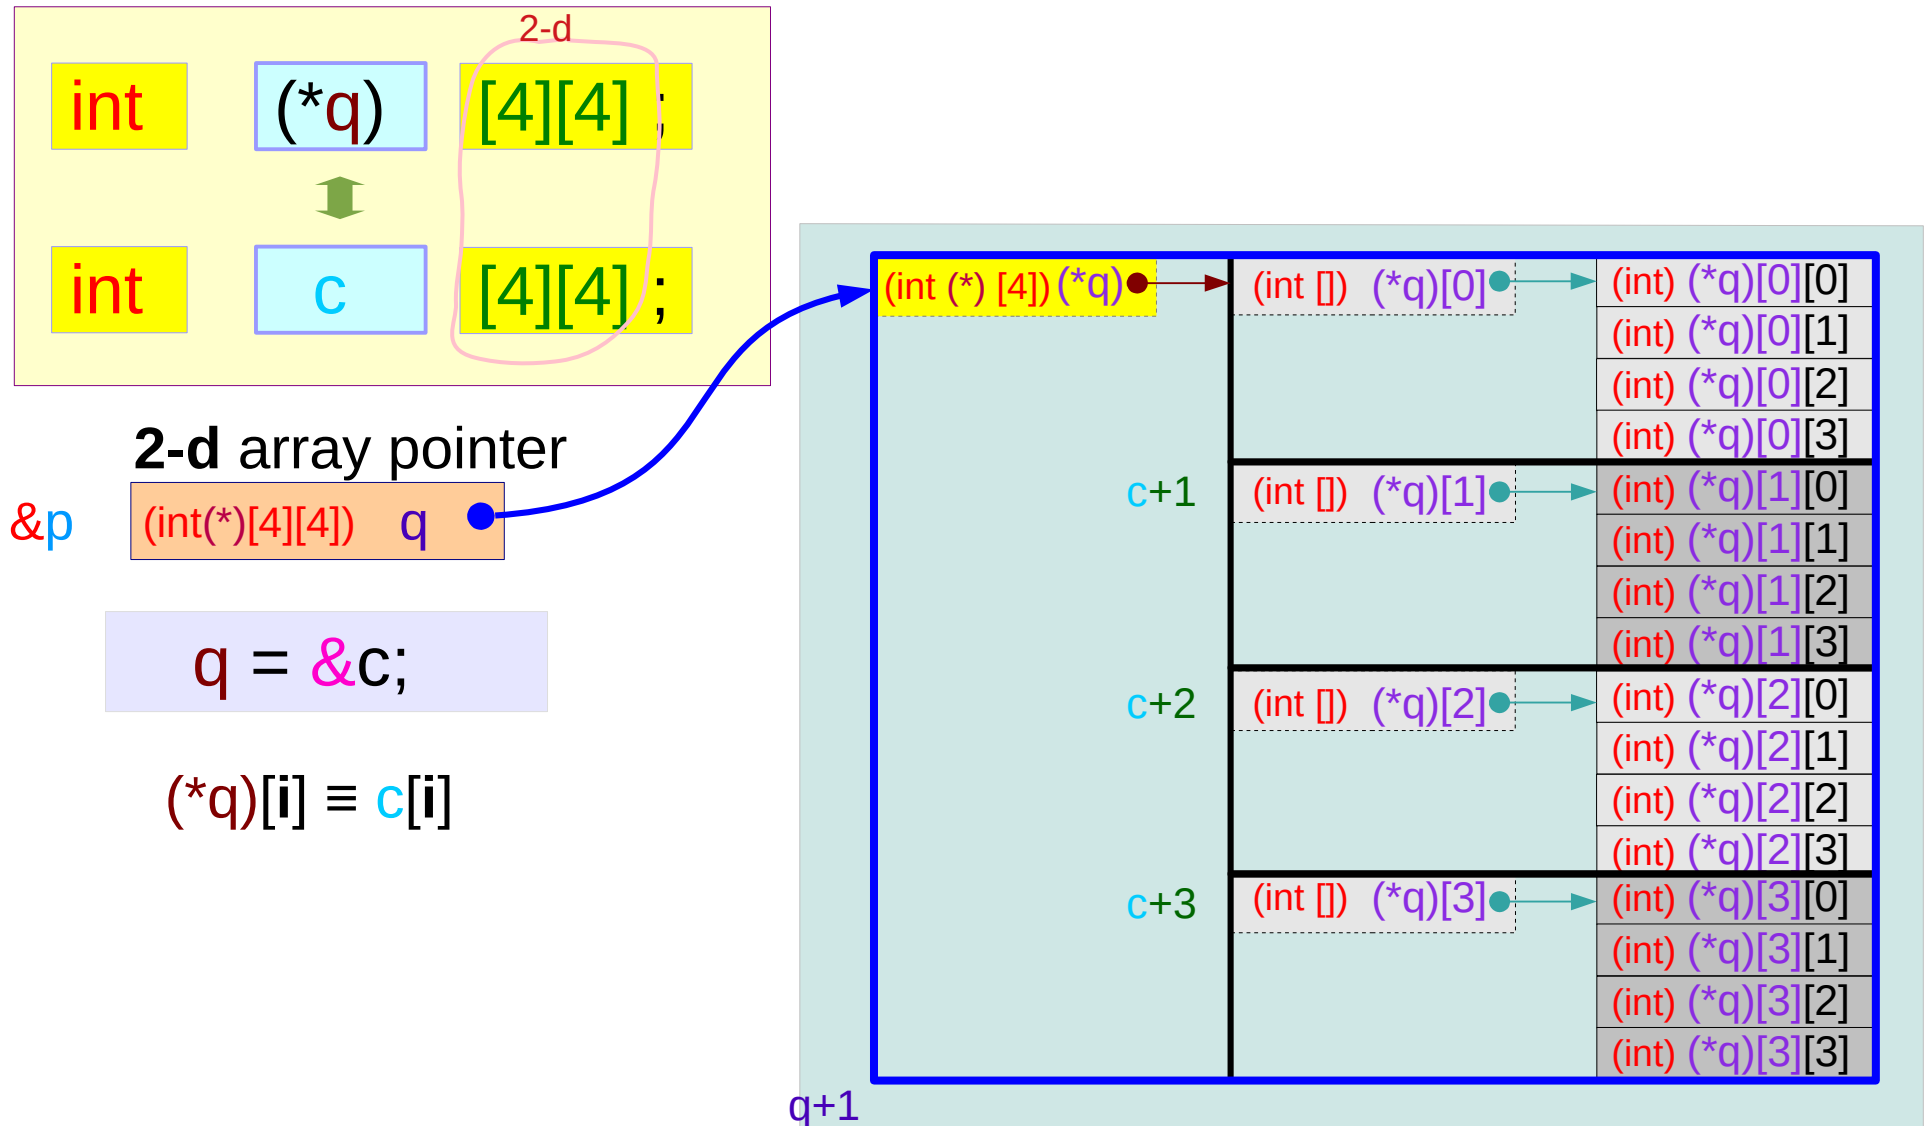 2-d
int (*q) [4][4] ;
int c [4][4] ;
2-d array pointer
&p (int(*)[4][4]) q
q = &c;
(*q)[i] ≡ c[i]
(int (*) [4]) (*q) (int []) (*q)[0] (int) (*q)[0][0]
(int) (*q)[0][1]
(int) (*q)[0][2]
(int) (*q)[0][3]
c+1 (int []) (*q)[1] (int) (*q)[1][0]
(int) (*q)[1][1]
(int) (*q)[1][2]
(int) (*q)[1][3]
c+2 (int []) (*q)[2] (int) (*q)[2][0]
(int) (*q)[2][1]
(int) (*q)[2][2]
(int) (*q)[2][3]
c+3 (int []) (*q)[3] (int) (*q)[3][0]
(int) (*q)[3][1]
(int) (*q)[3][2]
(int) (*q)[3][3]
q+1